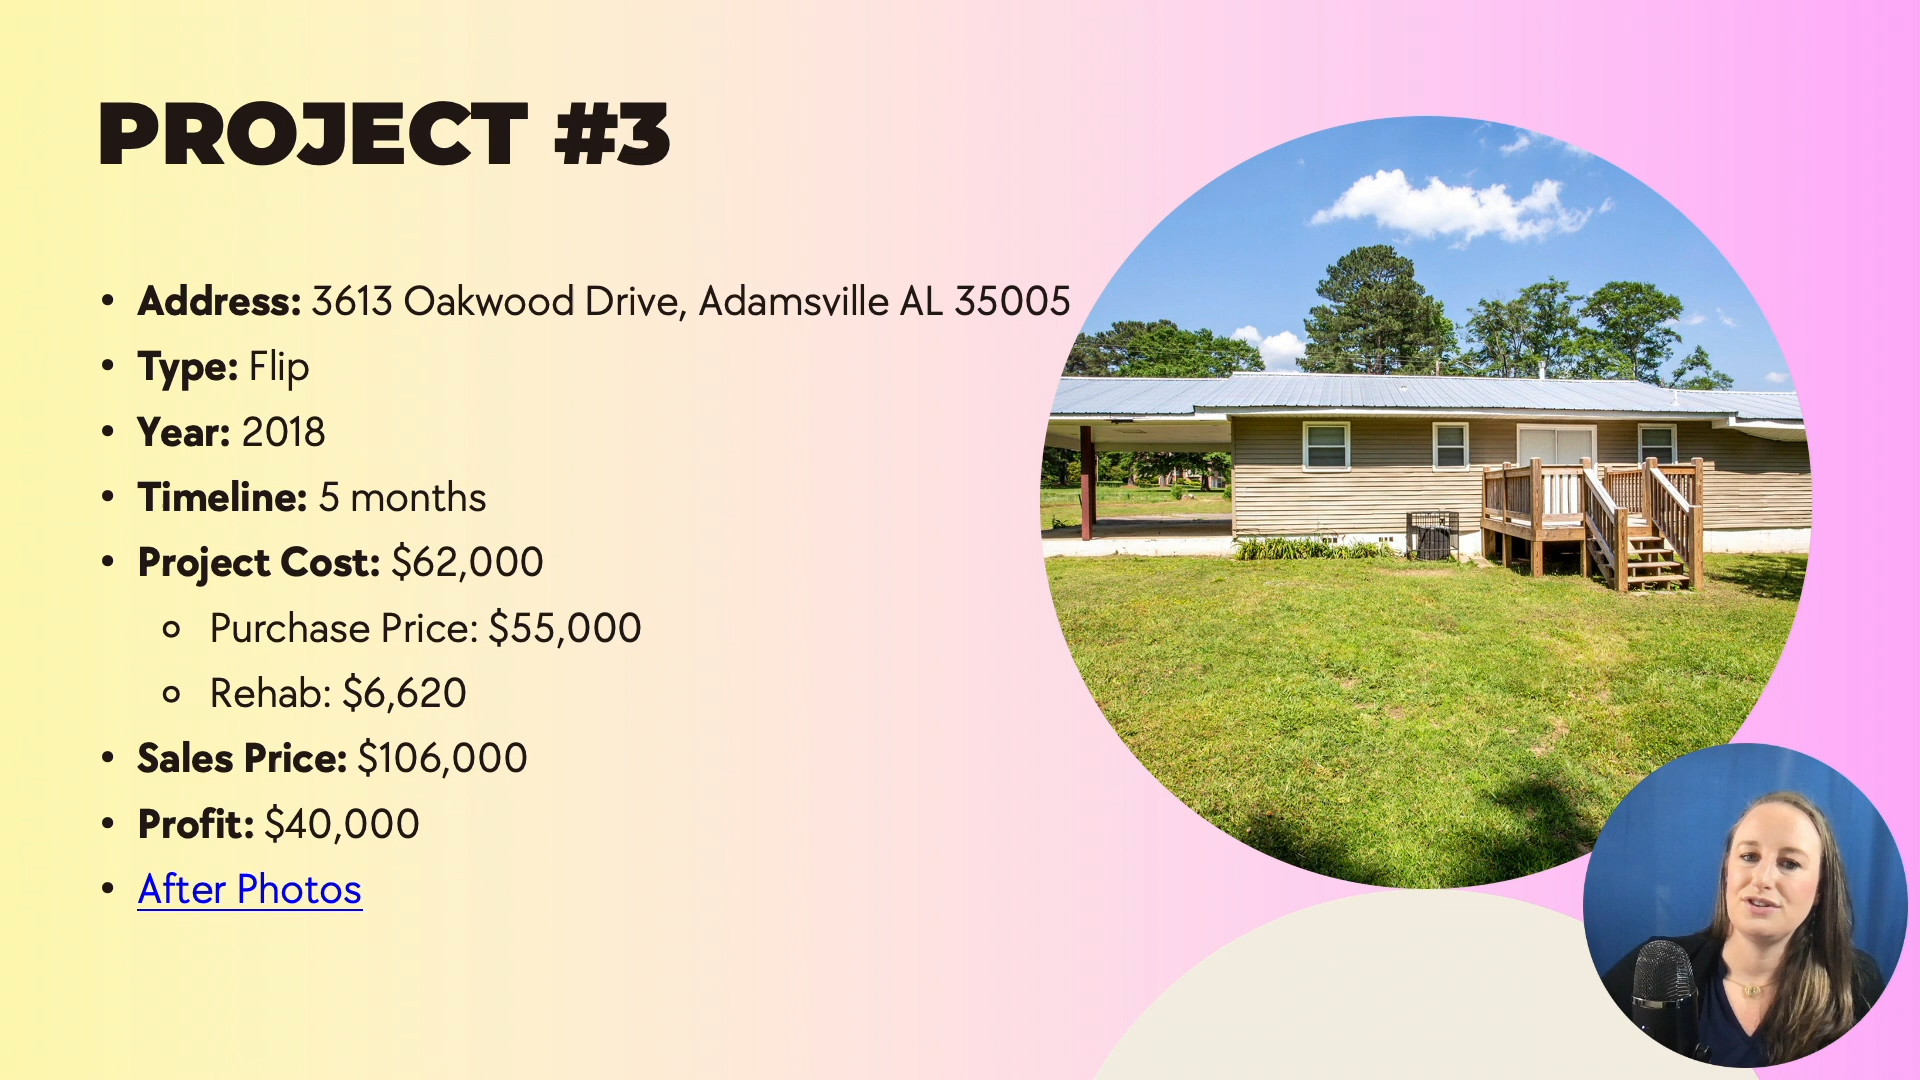 PROJECT #3
• Address: 3613 Oakwood Drive, Adamsville AL 35005
• Type: Flip
• Year: 2018
• Timeline: 5 months
• Project Cost: $62,000
○ Purchase Price: $55,000
○ Rehab: $6,620
• Sales Price: $106,000
• Profit: $40,000
• After Photos